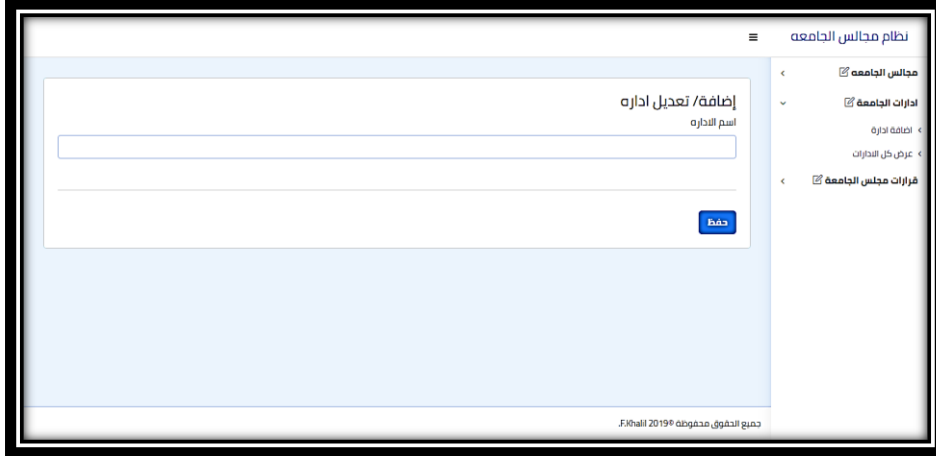 نظام مجالس الجامعه
مجالس الجامعه
ادارات الجامعة
اضافة ادارة
عرض كل الادارات
قرارات مجلس الجامعة
إضافة/ تعديل اداره
اسم الاداره
حفظ
جميع الحقوق محفوظة ©2019 F.Khalil.